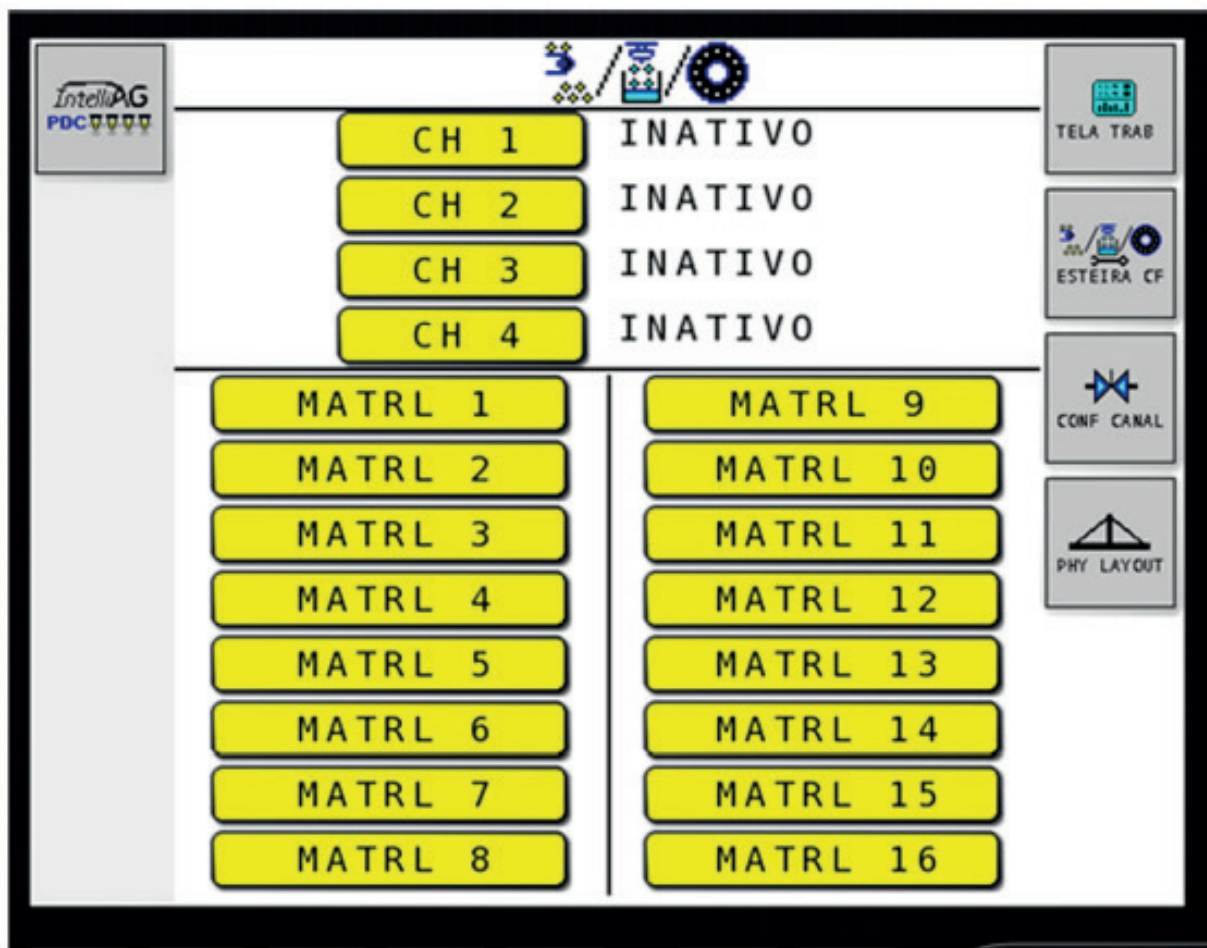 IntelliAG
PDC
CH 1 INATIVO
CH 2 INATIVO
CH 3 INATIVO
CH 4 INATIVO
MATRL 1
MATRL 2
MATRL 3
MATRL 4
MATRL 5
MATRL 6
MATRL 7
MATRL 8
MATRL 9
MATRL 10
MATRL 11
MATRL 12
MATRL 13
MATRL 14
MATRL 15
MATRL 16
TELA TRAB
ESTEIRA CF
CONF CANAL
PHY LAYOUT